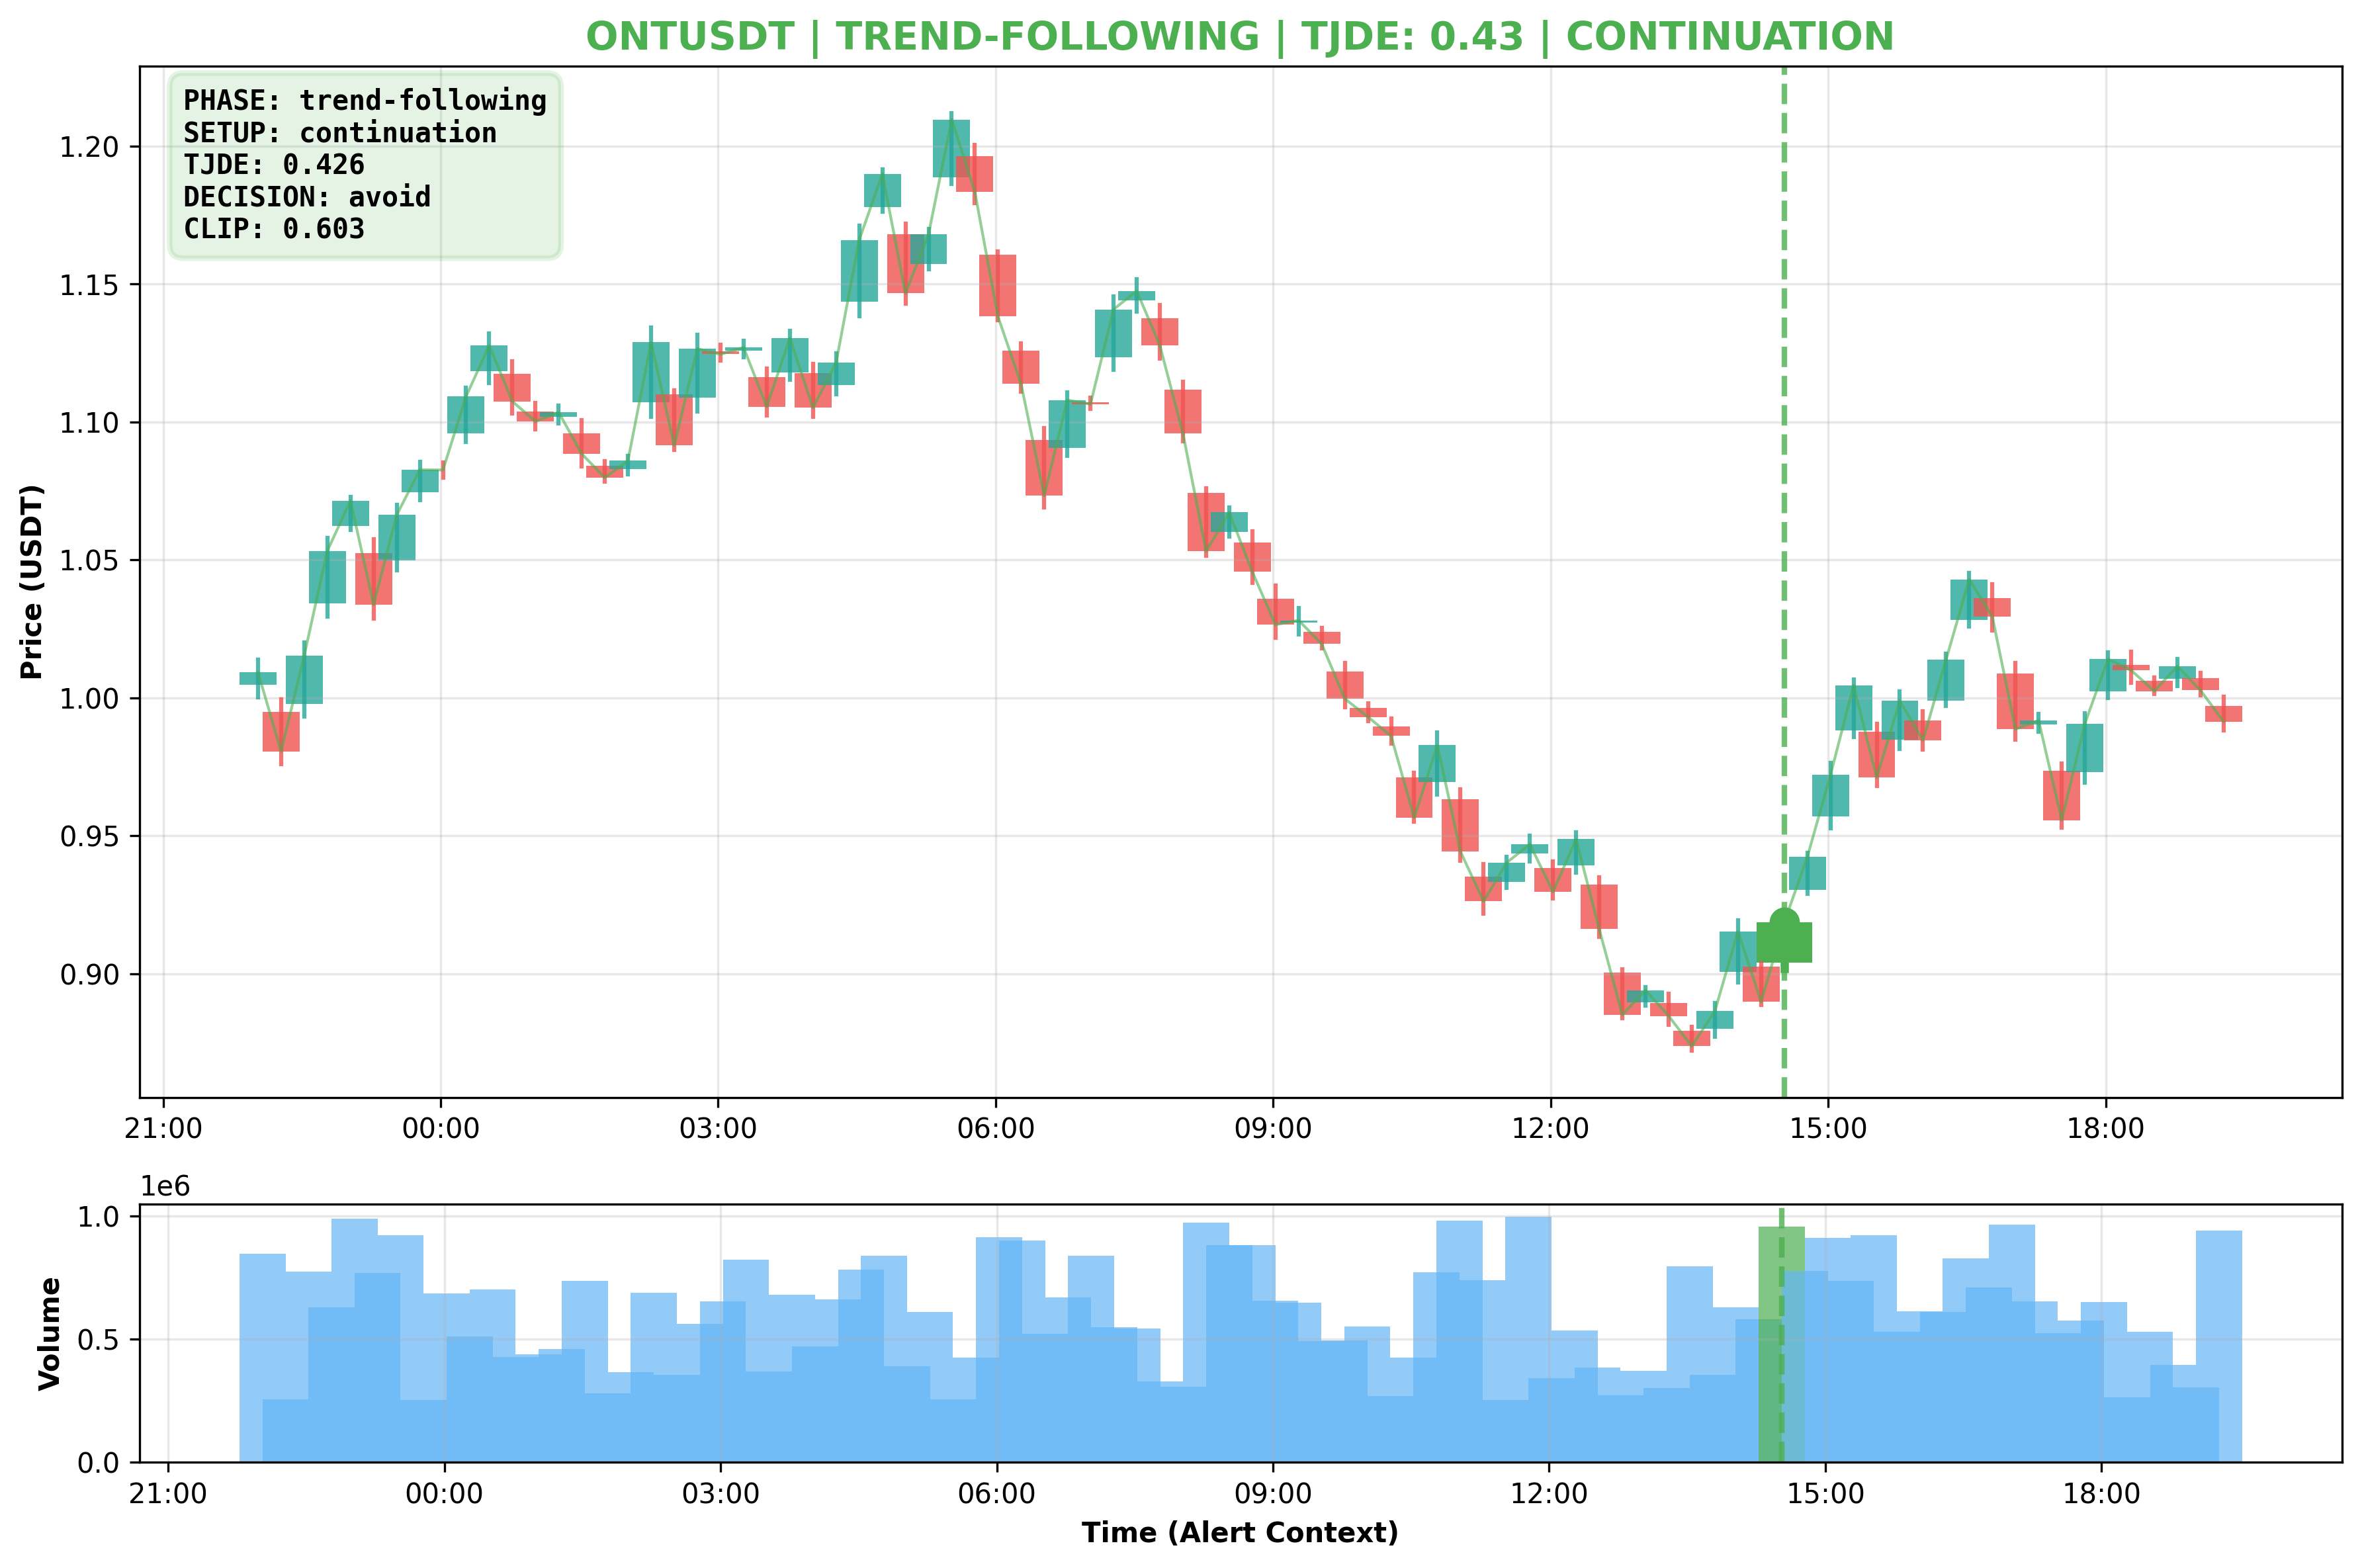 ONTUSDT | TREND-FOLLOWING | TJDE: 0.43 | CONTINUATION
PHASE: trend-following
SETUP: continuation
TJDE: 0.426
DECISION: avoid
CLIP: 0.603
Price (USDT)
1.20
1.15
1.10
1.05
1.00
0.95
0.90
21:00 00:00 03:00 06:00 09:00 12:00 15:00 18:00
1e6
Volume
1.0
0.5
0.0
21:00 00:00 03:00 06:00 09:00 12:00 15:00 18:00
Time (Alert Context)